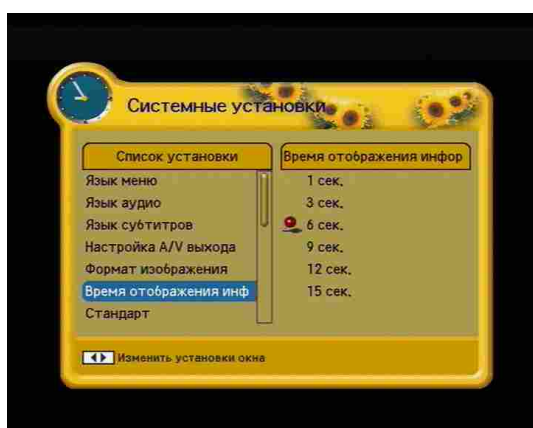 Системные установки
Список установки
Язык меню
Язык аудио
Язык субтитров
Настройка A/V выхода
Формат изображения
Время отображения инф
Стандарт
Время отображения инфор
1 сек.
3 сек.
6 сек.
9 сек.
12 сек.
15 сек.
Изменить установки окна